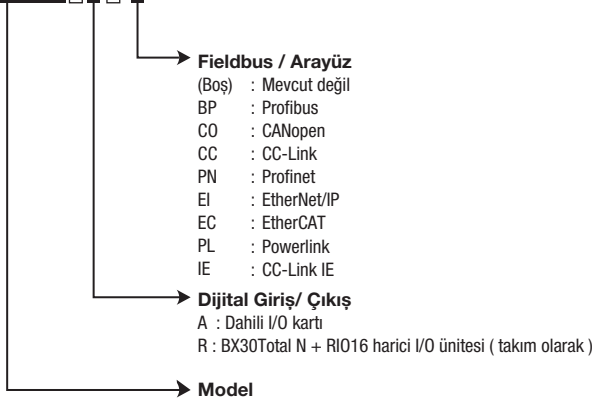 Fieldbus / Arayüz
(Boş) : Mevcut değil
BP : Profibus
CO : CANopen
CC : CC-Link
PN : Profinet
EI : EtherNet/IP
EC : EtherCAT
PL : Powerlink
IE : CC-Link IE
Dijital Giriş/ Çıkış
A : Dahili I/O kartı
R : BX30Total N + RIO16 harici I/O ünitesi ( takım olarak )
Model